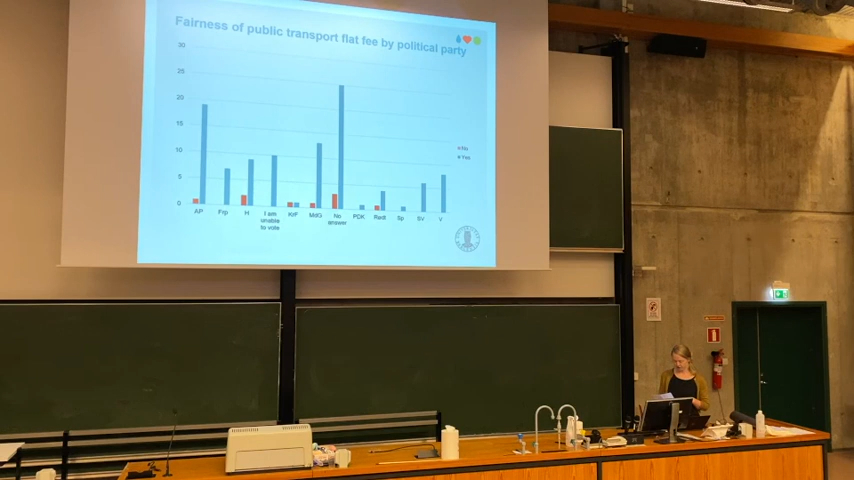 Fairness of public transport flat fee by political party
30
25
20
15
10
5
0
No
Yes
AP
Frp
H
I am
unable
to vote
KrF
MdG
No
answer
PDK
Rødt
Sp
SV
V